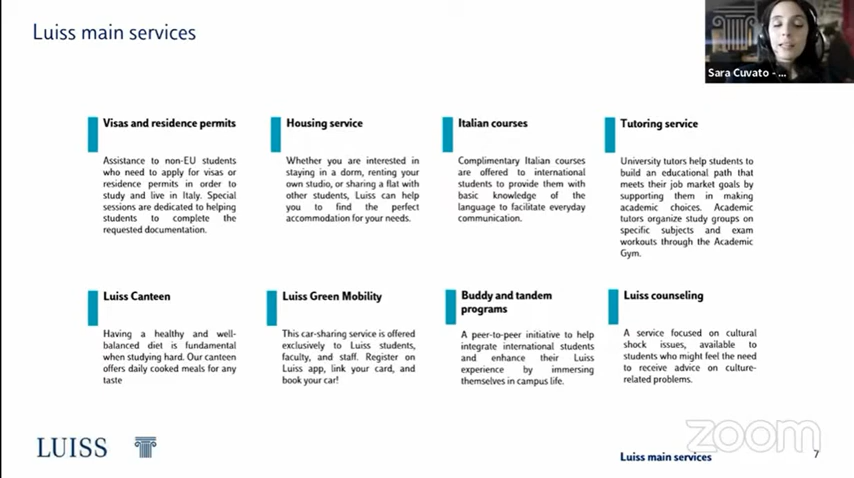 Luiss main services
Sara Cuvato - ...
Visas and residence permits
Assistance to non-EU students
who need to apply for visas or
residence permits in order to
study and live in Italy. Special
sessions are dedicated to helping
students to complete the
requested documentation.
Housing service
Whether you are interested in
staying in a dorm, renting your
own studio, or sharing a flat with
other students, Luiss can help
you to find the perfect
accommodation for your needs.
Italian courses
Complimentary Italian courses
are offered to international
students to provide them with
basic knowledge of the
language to facilitate everyday
communication.
Tutoring service
University tutors help students to
build an educational path that
meets their job market goals by
supporting them in making
academic choices. Academic
tutors organize study groups on
specific subjects and exam
workouts through the Academic
Gym.
Luiss Canteen
Having a healthy and well-
balanced diet is fundamental
when studying hard. Our canteen
offers daily cooked meals for any
taste
Luiss Green Mobility
This car-sharing service is offered
exclusively to Luiss students,
faculty, and staff. Register on
Luiss app, link your card, and
book your car!
Buddy and tandem
programs
A peer-to-peer initiative to help
integrate international students
and enhance their Luiss
experience by immersing
themselves in campus life.
Luiss counseling
A service focused on cultural
shock issues, available to
students who might feel the need
to receive advice on culture-
related problems.
LUISS
zoom
Luiss main services
7